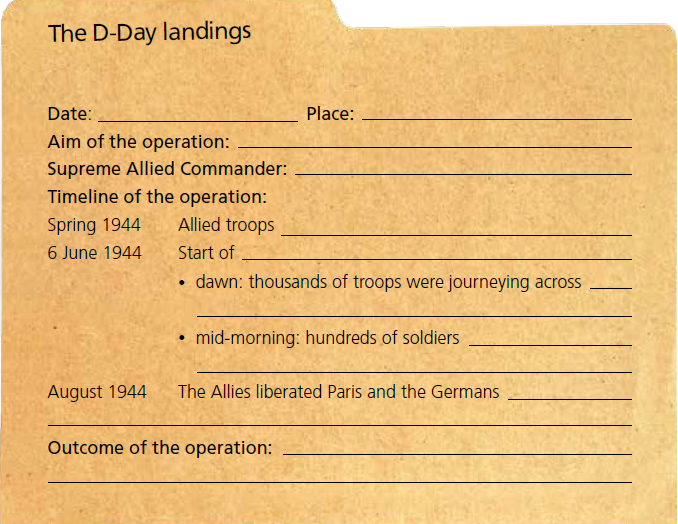 The D-Day landings
Date: Place:
Aim of the operation:
Supreme Allied Commander:
Timeline of the operation:
Spring 1944 Allied troops
6 June 1944 Start of
• dawn: thousands of troops were journeying across
• mid-morning: hundreds of soldiers
August 1944 The Allies liberated Paris and the Germans
Outcome of the operation: